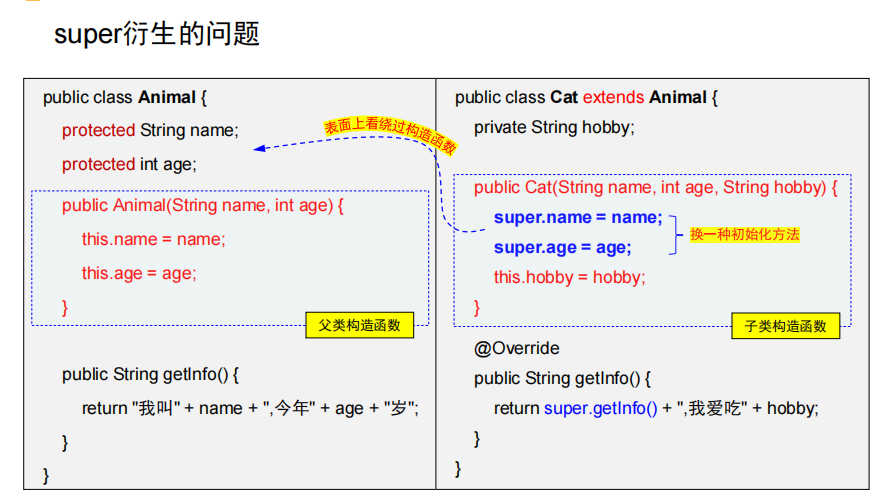 super衍生的问题
public class Animal {
protected String name;
protected int age;
public Animal(String name, int age) {
this.name = name;
this.age = age;
}
父类构造函数
public String getInfo() {
return "我叫" + name + ",今年" + age + "岁";
}
}
表面上看绕过构造函数
public class Cat extends Animal {
private String hobby;
public Cat(String name, int age, String hobby) {
super.name = name;
super.age = age;
换一种初始化方法
this.hobby = hobby;
}
子类构造函数
@Override
public String getInfo() {
return super.getInfo() + ",我爱吃" + hobby;
}
}